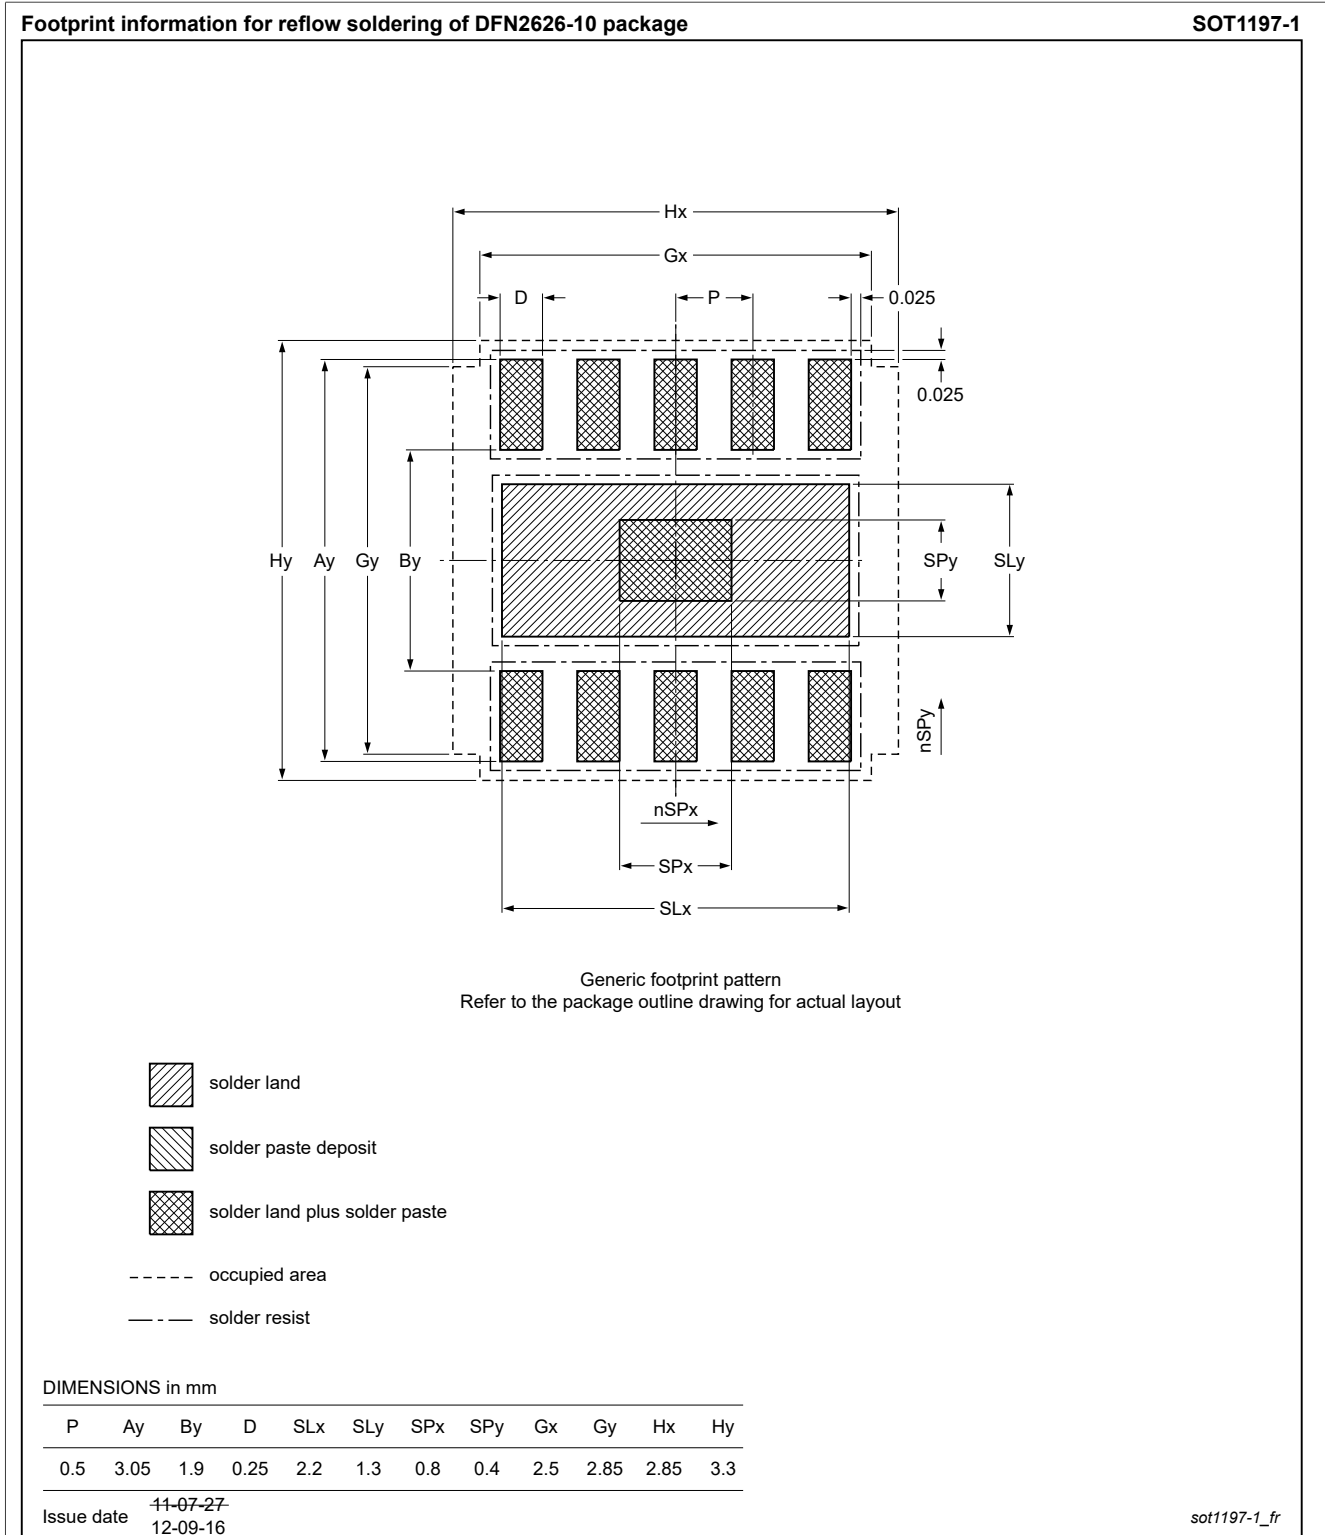 Footprint information for reflow soldering of DFN2626-10 package SOT1197-1
Hx
Gx
D P 0.025
0.025
Hy Ay Gy By SPy SLy
nSPy
nSPx
SPx
SLx
Generic footprint pattern
Refer to the package outline drawing for actual layout
solder land
solder paste deposit
solder land plus solder paste
occupied area
solder resist
DIMENSIONS in mm
P Ay By D SLx SLy SPx SPy Gx Gy Hx Hy
0.5 3.05 1.9 0.25 2.2 1.3 0.8 0.4 2.5 2.85 2.85 3.3
Issue date 11-07-27
12-09-16
sot1197-1_fr